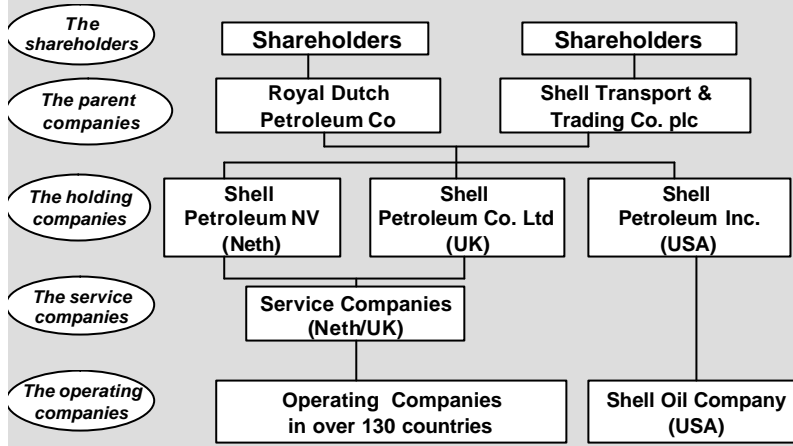 The
shareholders
Shareholders
Shareholders
The parent
companies
Royal Dutch
Petroleum Co
Shell Transport &
Trading Co. plc
The holding
companies
Shell
Petroleum NV
(Neth)
Shell
Petroleum Co. Ltd
(UK)
Shell
Petroleum Inc.
(USA)
The service
companies
Service Companies
(Neth/UK)
The operating
companies
Operating Companies
in over 130 countries
Shell Oil Company
(USA)